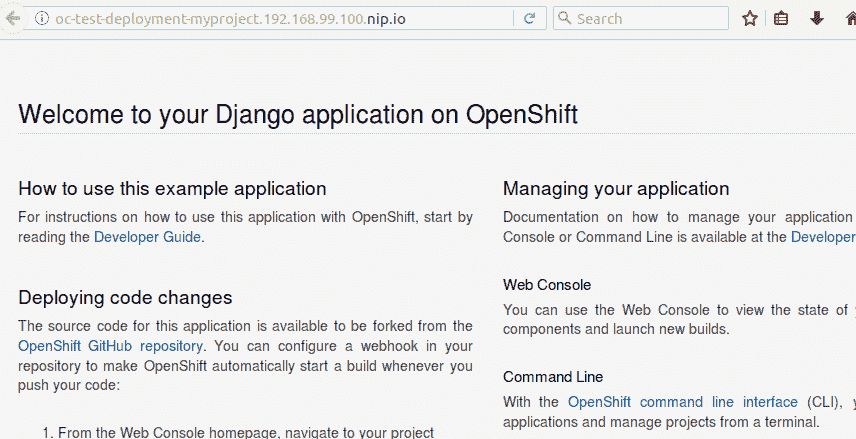 oc-test-deployment-myproject.192.168.99.100.nip.io
Search
Welcome to your Django application on OpenShift
How to use this example application
For instructions on how to use this application with OpenShift, start by
reading the Developer Guide.
Deploying code changes
The source code for this application is available to be forked from the
OpenShift GitHub repository. You can configure a webhook in your
repository to make OpenShift automatically start a build whenever you
push your code:
1. From the Web Console homepage, navigate to your project
Managing your application
Documentation on how to manage your application
Console or Command Line is available at the Developer
Web Console
You can use the Web Console to view the state of
components and launch new builds.
Command Line
With the OpenShift command line interface (CLI),
applications and manage projects from a terminal.